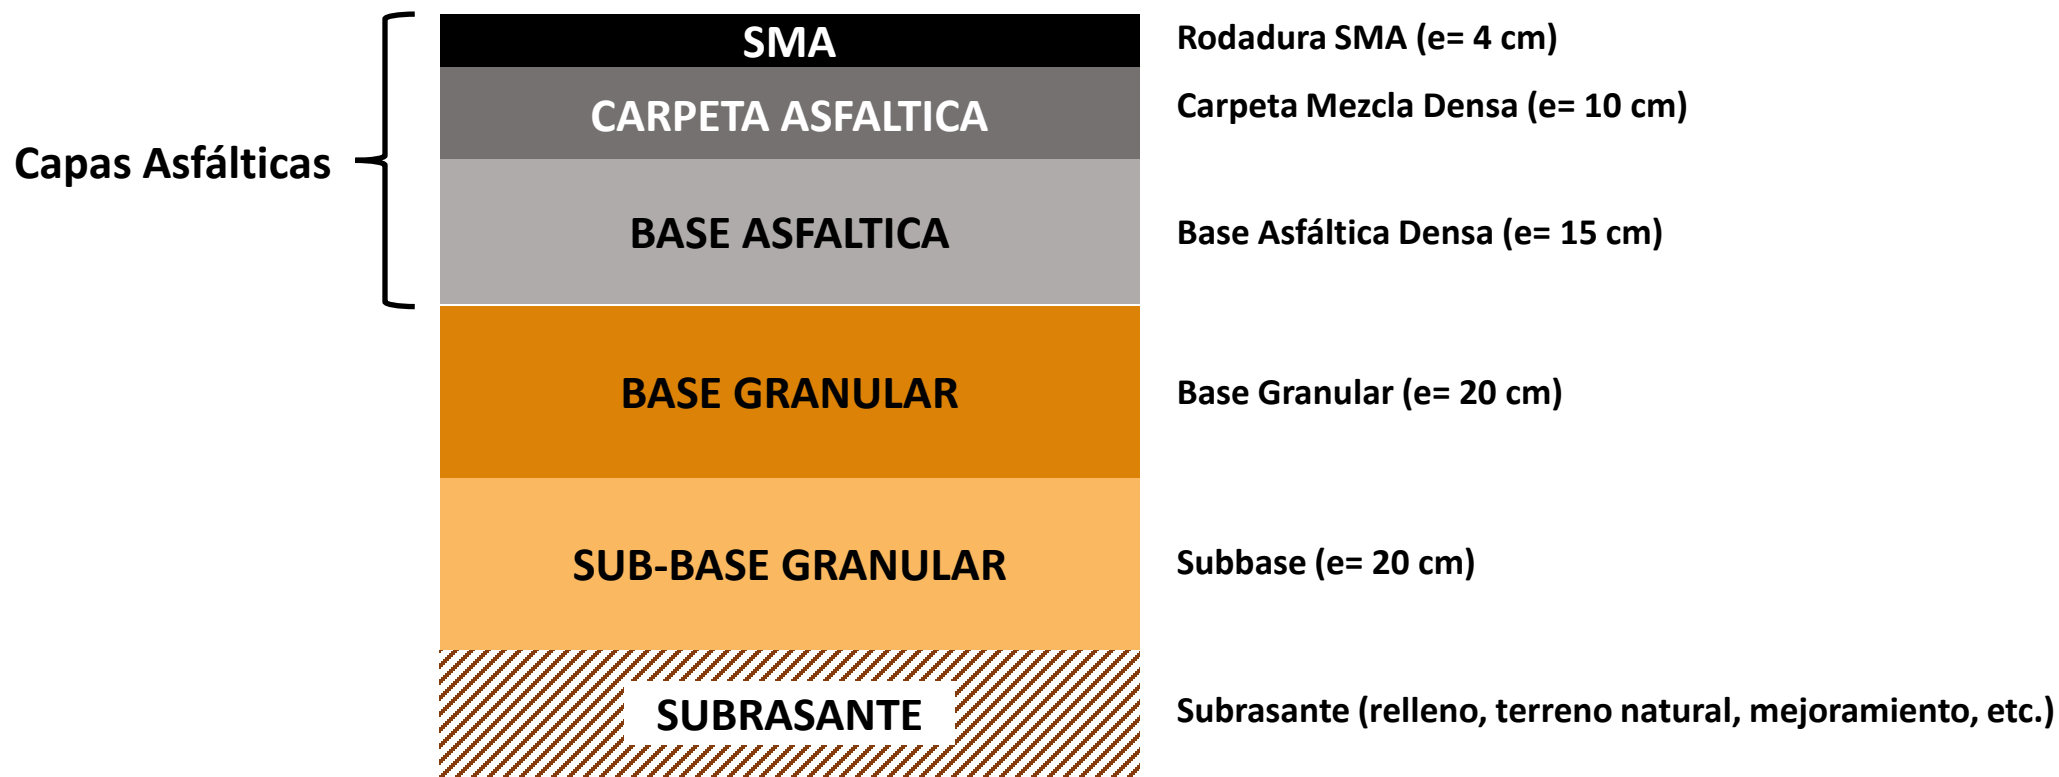 SMA
Rodadura SMA (e= 4 cm)
CARPETA ASFALTICA
Carpeta Mezcla Densa (e= 10 cm)
Capas Asfálticas
BASE ASFALTICA
Base Asfáltica Densa (e= 15 cm)
BASE GRANULAR
Base Granular (e= 20 cm)
SUB-BASE GRANULAR
Subbase (e= 20 cm)
SUBRASANTE
Subrasante (relleno, terreno natural, mejoramiento, etc.)